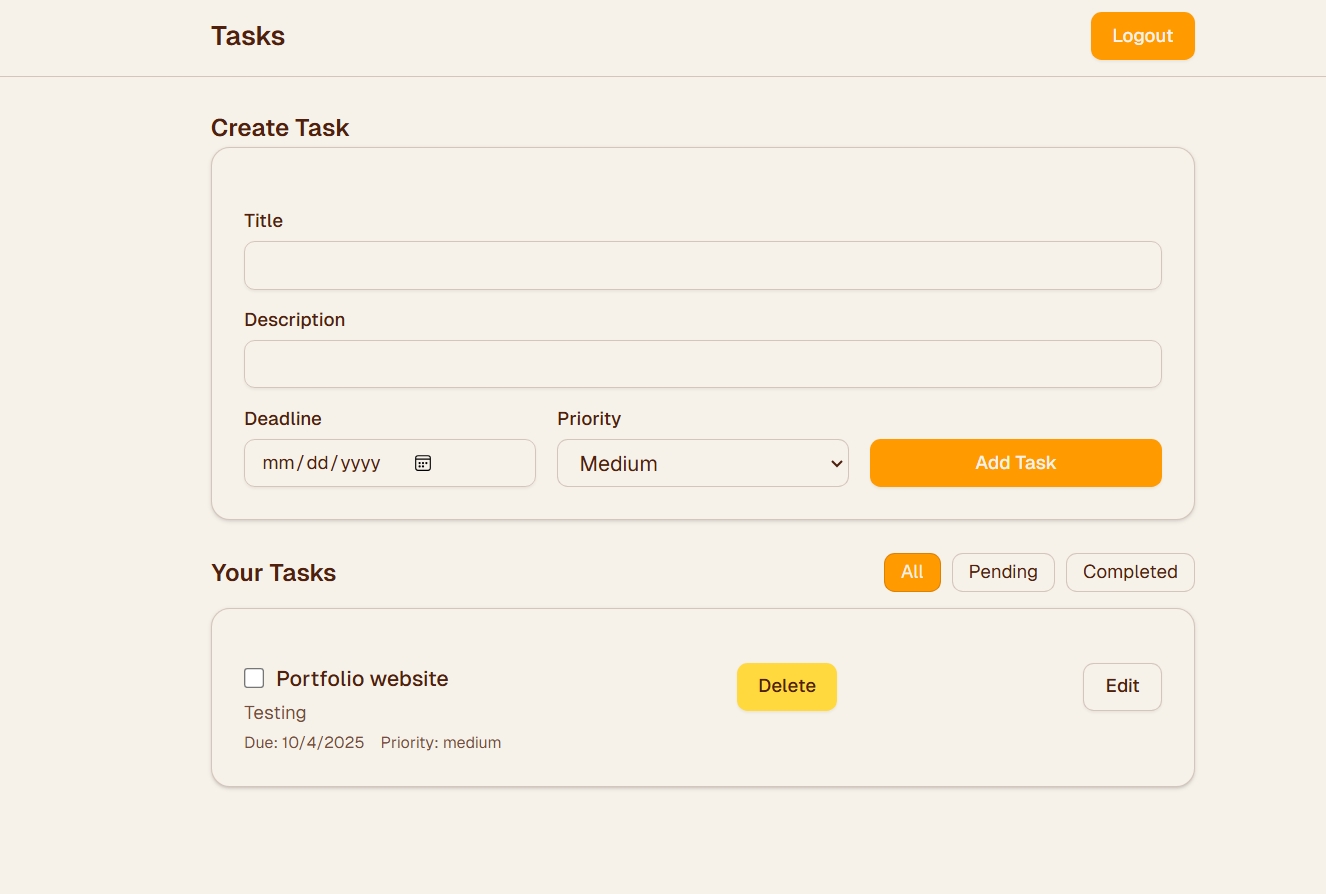 Tasks
Logout
Create Task
Title
Description
Deadline
Priority
mm/dd/yyyy
Medium
Add Task
Your Tasks
All
Pending
Completed
Portfolio website
Delete
Edit
Testing
Due: 10/4/2025 Priority: medium